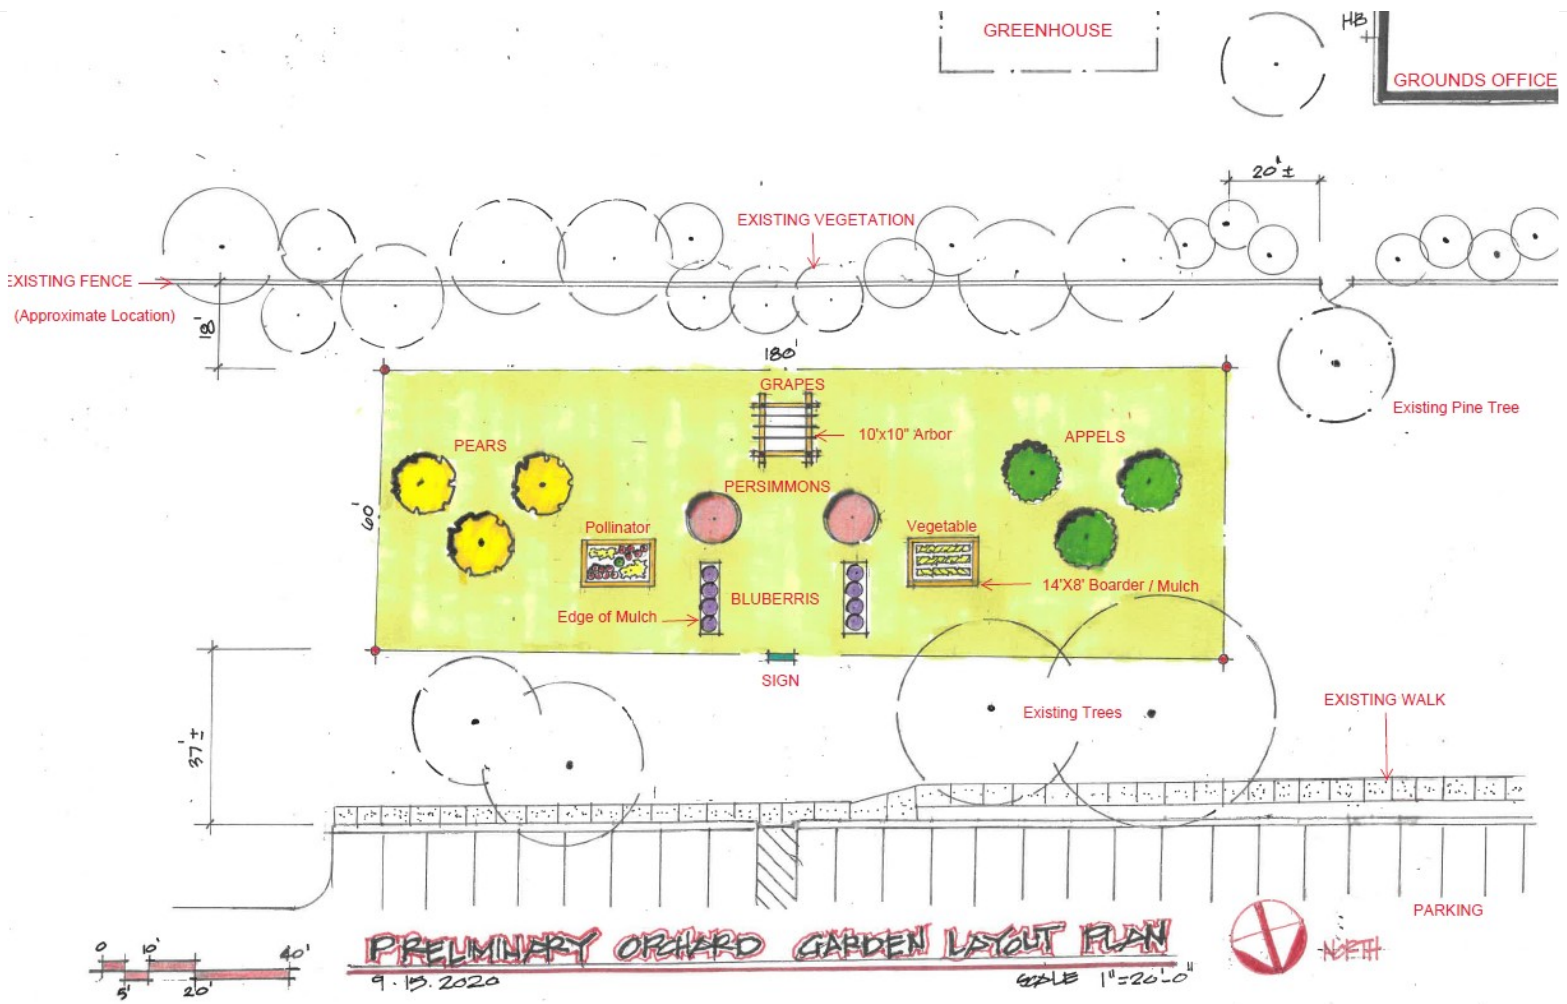 GREENHOUSE
HB
GROUNDS OFFICE
20'±
EXISTING VEGETATION
EXISTING FENCE
(Approximate Location)
18'
180'
GRAPES
Existing Pine Tree
10'x10" Arbor
PEARS
APPELS
PERSIMMONS
60'
Pollinator
Vegetable
14'X8' Boarder / Mulch
BLUBERRIS
Edge of Mulch
SIGN
EXISTING WALK
Existing Trees
37'±
PARKING
PRELIMINARY ORCHARD GARDEN LAYOUT PLAN
NORTH
0 10' 40'
5' 20'
9·15·2020
SCALE 1"=20'-0"